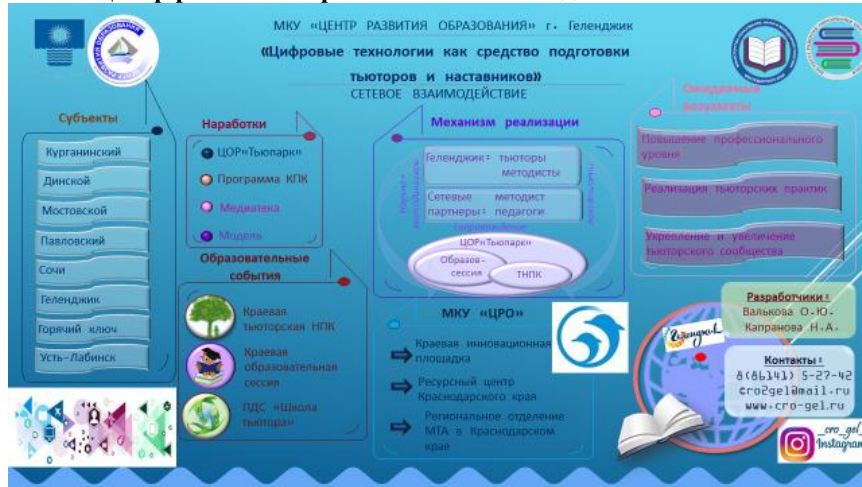 МКУ «ЦЕНТР РАЗВИТИЯ ОБРАЗОВАНИЯ» г. Геленджик
«Цифровые технологии как средство подготовки
тьюторов и наставников»
СЕТЕВОЕ ВЗАИМОДЕЙСТВИЕ
Субъекты
Курганинский
Динской
Мостовской
Павловский
Сочи
Геленджик
Горячий ключ
Усть-Лабинск
Наработки
ЦОР«Тьюпарк»
Программа КПК
Медиатека
Модель
Образовательные
события
Краевая
тьюторская НПК
Краевая
образовательная
сессия
ПДС «Школа
тьютора»
Механизм реализации
Геленджик: тьюторы
методисты
Сетевые методист
партнеры: педагоги
ЦОР«Тьюпарк»
Образов-
сессия
ТНПК
МКУ «ЦРО»
Краевая инновационная
площадка
Ресурсный центр
Краснодарского края
Региональное отделение
МТА в Краснодарском
крае
Ожидаемые
результаты
Повышение профессионального
уровня
Реализация тьюторских практик
Укрепление и увеличение
тьюторского сообщества
Разработчики:
Валькова О.Ю.
Капранова Н.А.
Контакты:
8(86141) 5-27-42
cro2gel@mail.ru
www.cro-gel.ru
Геленджик
_cro_gel_
Instagram